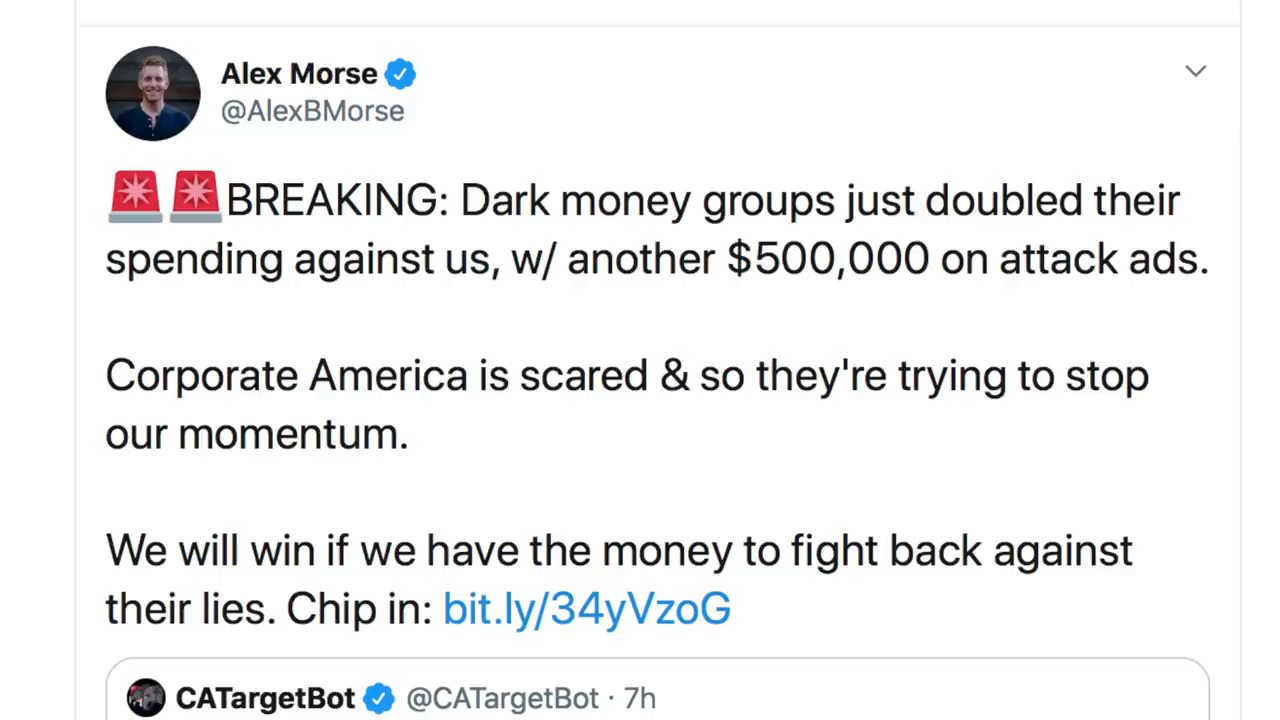 Alex Morse
@AlexBMorse
🚨🚨BREAKING: Dark money groups just doubled their
spending against us, w/ another $500,000 on attack ads.
Corporate America is scared & so they're trying to stop
our momentum.
We will win if we have the money to fight back against
their lies. Chip in: bit.ly/34yVzoG
CATargetBot @CATargetBot · 7h